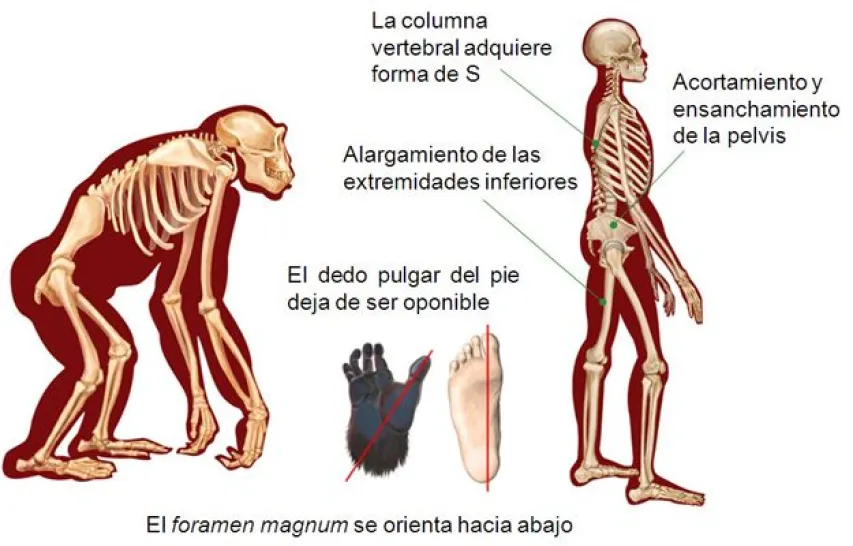 La columna
vertebral adquiere
forma de S
Acortamiento y
ensanchamiento
de la pelvis
Alargamiento de las
extremidades inferiores
El dedo pulgar del pie
deja de ser oponible
El foramen magnum se orienta hacia abajo